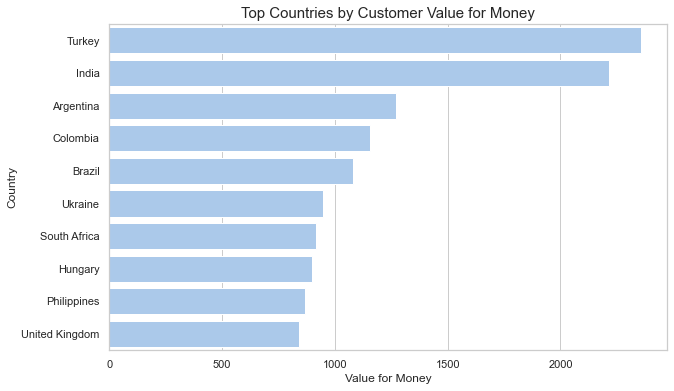 Top Countries by Customer Value for Money
Country
Turkey
India
Argentina
Colombia
Brazil
Ukraine
South Africa
Hungary
Philippines
United Kingdom
0 500 1000 1500 2000
Value for Money